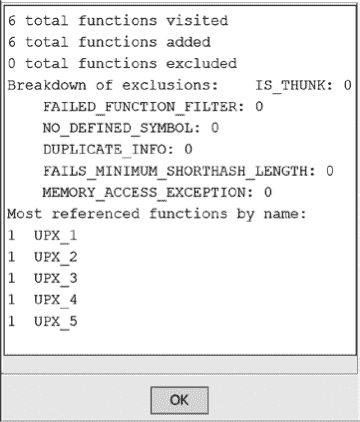 6 total functions visited
6 total functions added
0 total functions excluded
Breakdown of exclusions:    IS_THUNK: 0
    FAILED_FUNCTION_FILTER: 0
    NO_DEFINED_SYMBOL: 0
    DUPLICATE_INFO: 0
    FAILS_MINIMUM_SHORTHASH_LENGTH: 0
    MEMORY_ACCESS_EXCEPTION: 0
Most referenced functions by name:
1  UPX_1
1  UPX_2
1  UPX_3
1  UPX_4
1  UPX_5
OK